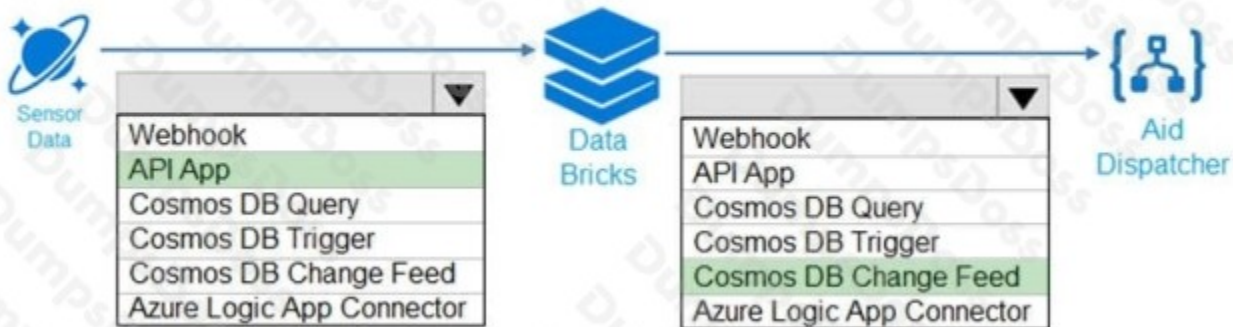 Sensor
Data
Webhook
API App
Cosmos DB Query
Cosmos DB Trigger
Cosmos DB Change Feed
Azure Logic App Connector
Data
Bricks
Webhook
API App
Cosmos DB Query
Cosmos DB Trigger
Cosmos DB Change Feed
Azure Logic App Connector
Aid
Dispatcher
DumpsDoss